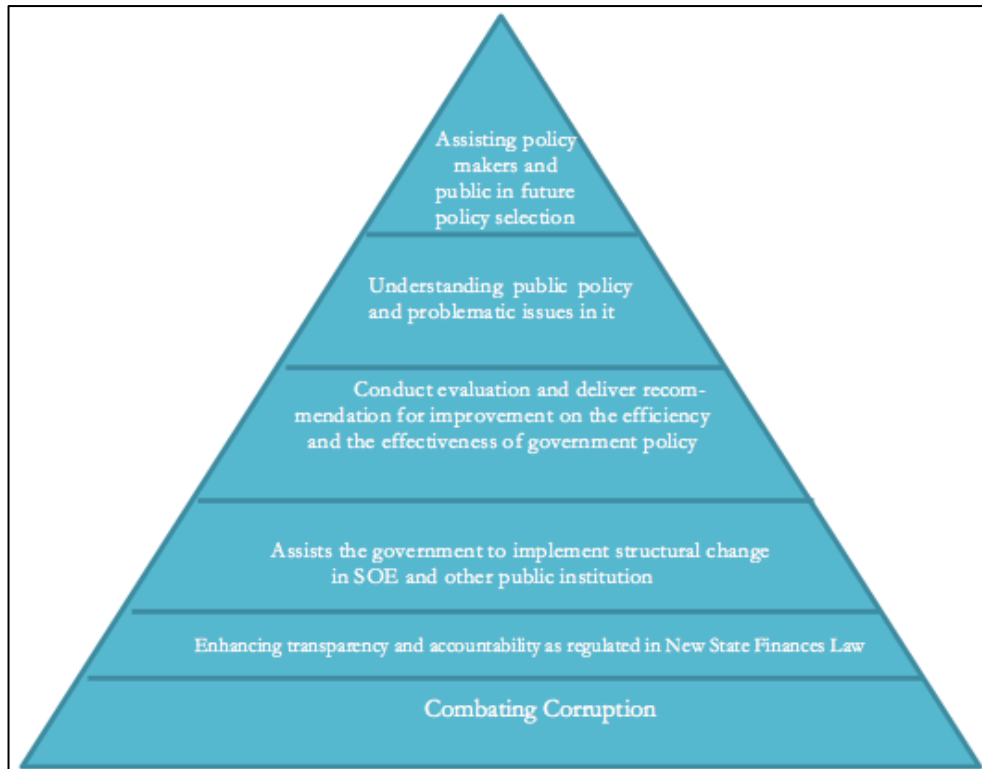 Assisting policy
makers and
public in future
policy selection
Understanding public policy
and problematic issues in it
Conduct evaluation and deliver recom-
mendation for improvement on the efficiency
and the effectiveness of government policy
Assists the government to implement structural change
in SOE and other public institution
Enhancing transparency and accountability as regulated in New State Finances Law
Combating Corruption